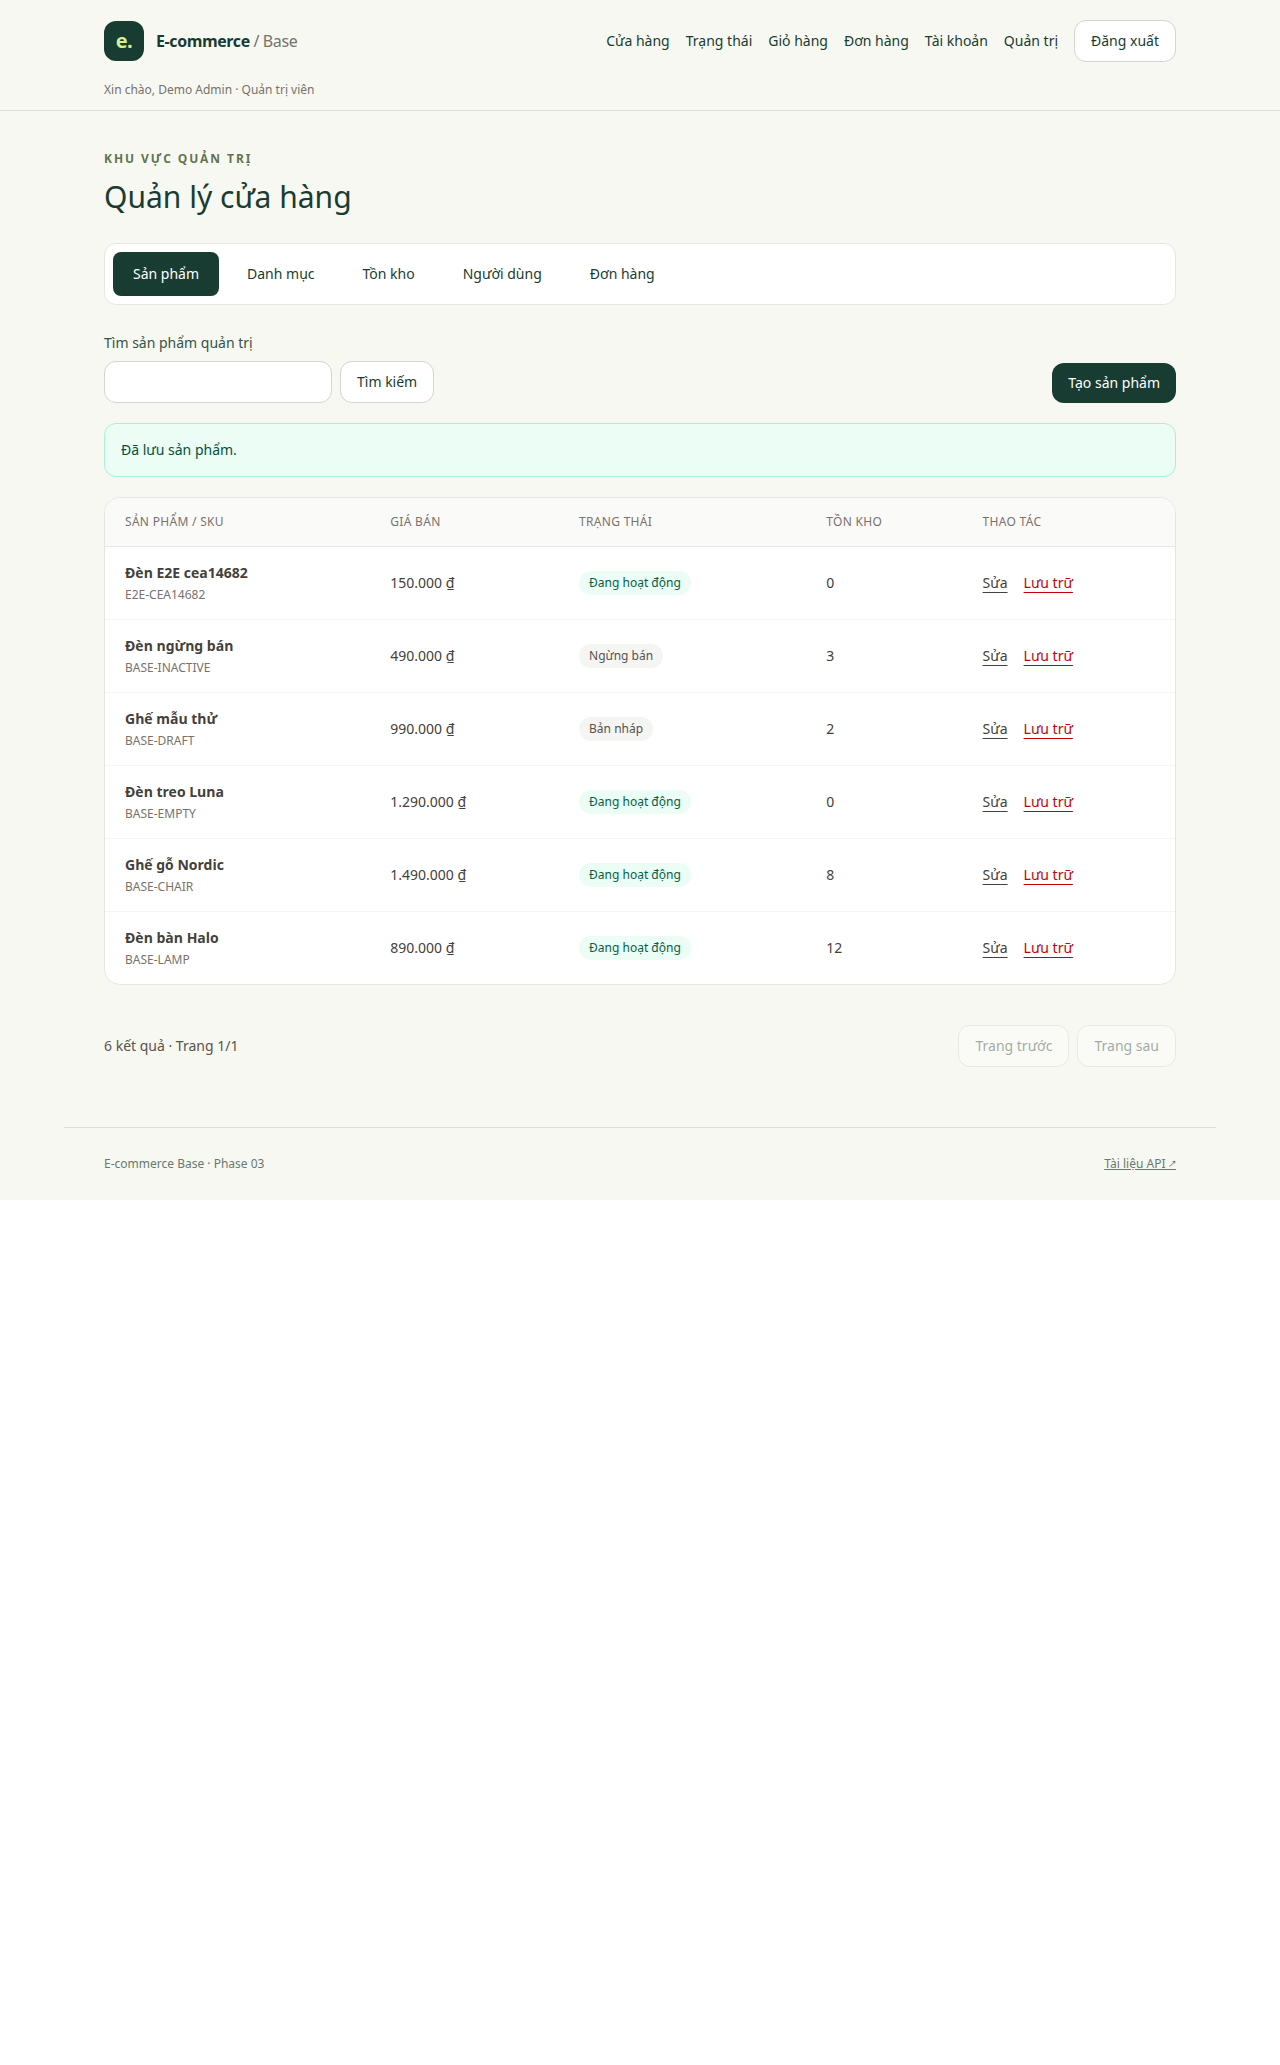 e. E-commerce / Base Cửa hàng Trạng thái Giỏ hàng Đơn hàng Tài khoản Quản trị Đăng xuất
Xin chào, Demo Admin · Quản trị viên
KHU VỰC QUẢN TRỊ
Quản lý cửa hàng
Sản phẩm Danh mục Tồn kho Người dùng Đơn hàng
Tìm sản phẩm quản trị
Tìm kiếm Tạo sản phẩm
Đã lưu sản phẩm.
SẢN PHẨM / SKU GIÁ BÁN TRẠNG THÁI TỒN KHO THAO TÁC
Đèn E2E cea14682
E2E-CEA14682
150.000 ₫ Đang hoạt động 0 Sửa Lưu trữ
Đèn ngừng bán
BASE-INACTIVE
490.000 ₫ Ngừng bán 3 Sửa Lưu trữ
Ghế mẫu thử
BASE-DRAFT
990.000 ₫ Bản nháp 2 Sửa Lưu trữ
Đèn treo Luna
BASE-EMPTY
1.290.000 ₫ Đang hoạt động 0 Sửa Lưu trữ
Ghế gỗ Nordic
BASE-CHAIR
1.490.000 ₫ Đang hoạt động 8 Sửa Lưu trữ
Đèn bàn Halo
BASE-LAMP
890.000 ₫ Đang hoạt động 12 Sửa Lưu trữ
6 kết quả · Trang 1/1 Trang trước Trang sau
E-commerce Base · Phase 03 Tài liệu API ↗